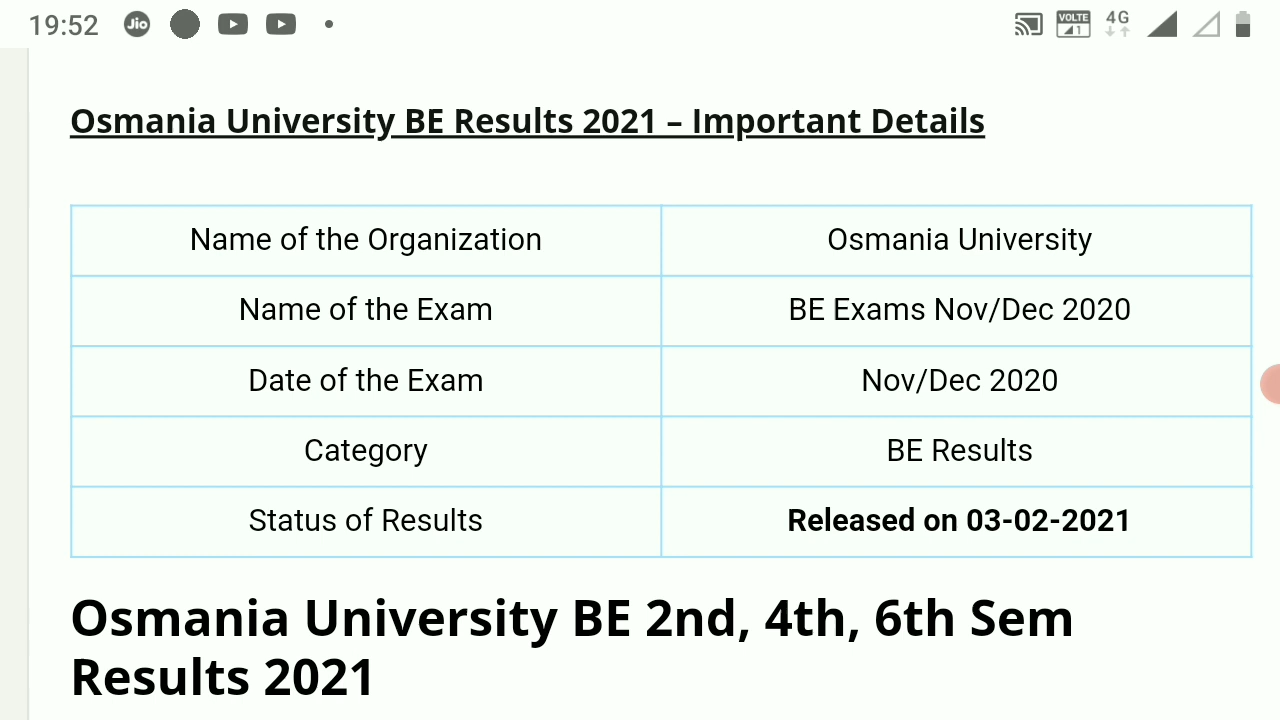 19:52 Jio VOLTE 1 4G
Osmania University BE Results 2021 – Important Details
Name of the Organization Osmania University
Name of the Exam BE Exams Nov/Dec 2020
Date of the Exam Nov/Dec 2020
Category BE Results
Status of Results Released on 03-02-2021
Osmania University BE 2nd, 4th, 6th Sem
Results 2021